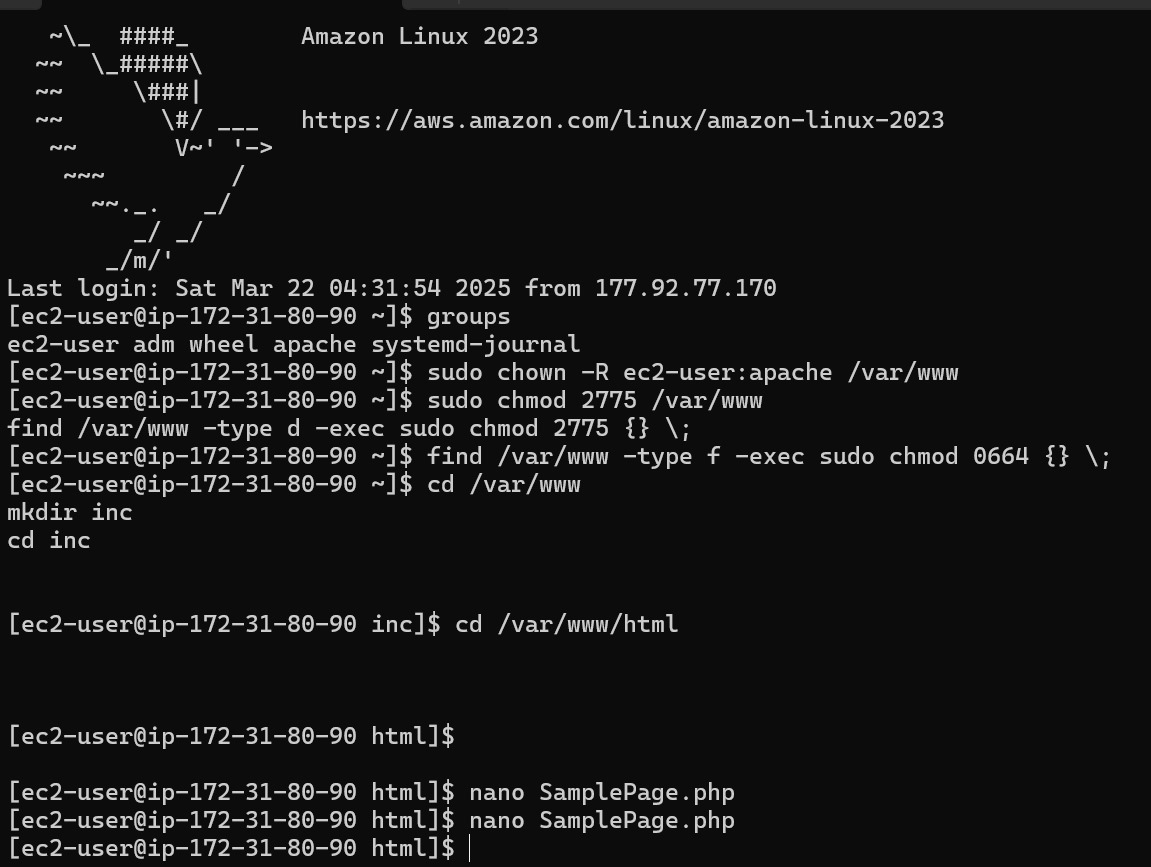 ~\_  ####_        Amazon Linux 2023
  ~~  \_#####\
  ~~     \###|
  ~~       \#/ ___   https://aws.amazon.com/linux/amazon-linux-2023
   ~~       V~' '->
    ~~~         /
      ~~._.   _/
         _/ _/
       _/m/'
Last login: Sat Mar 22 04:31:54 2025 from 177.92.77.170
[ec2-user@ip-172-31-80-90 ~]$ groups
ec2-user adm wheel apache systemd-journal
[ec2-user@ip-172-31-80-90 ~]$ sudo chown -R ec2-user:apache /var/www
[ec2-user@ip-172-31-80-90 ~]$ sudo chmod 2775 /var/www
find /var/www -type d -exec sudo chmod 2775 {} \;
[ec2-user@ip-172-31-80-90 ~]$ find /var/www -type f -exec sudo chmod 0664 {} \;
[ec2-user@ip-172-31-80-90 ~]$ cd /var/www
mkdir inc
cd inc
[ec2-user@ip-172-31-80-90 inc]$ cd /var/www/html
[ec2-user@ip-172-31-80-90 html]$
[ec2-user@ip-172-31-80-90 html]$ nano SamplePage.php
[ec2-user@ip-172-31-80-90 html]$ nano SamplePage.php
[ec2-user@ip-172-31-80-90 html]$